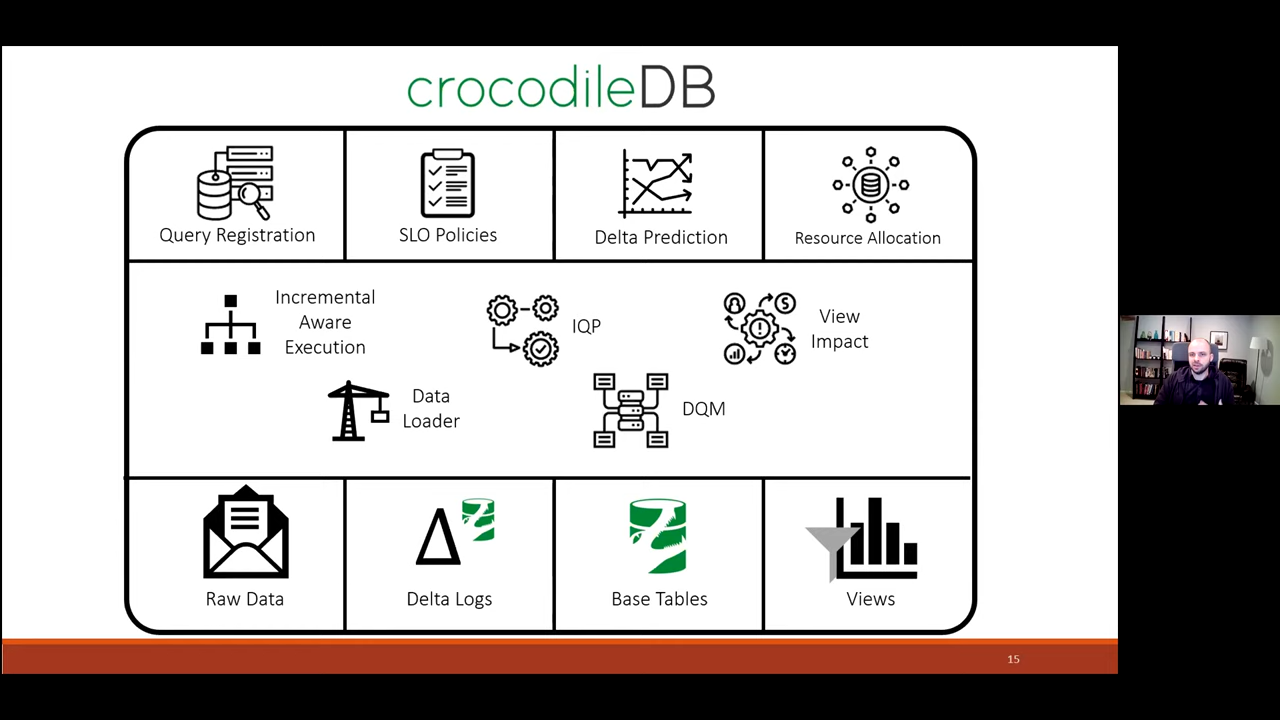 crocodileDB
Query Registration
SLO Policies
Delta Prediction
Resource Allocation
Incremental
Aware
Execution
IQP
View
Impact
Data
Loader
DQM
Raw Data
Delta Logs
Base Tables
Views
15